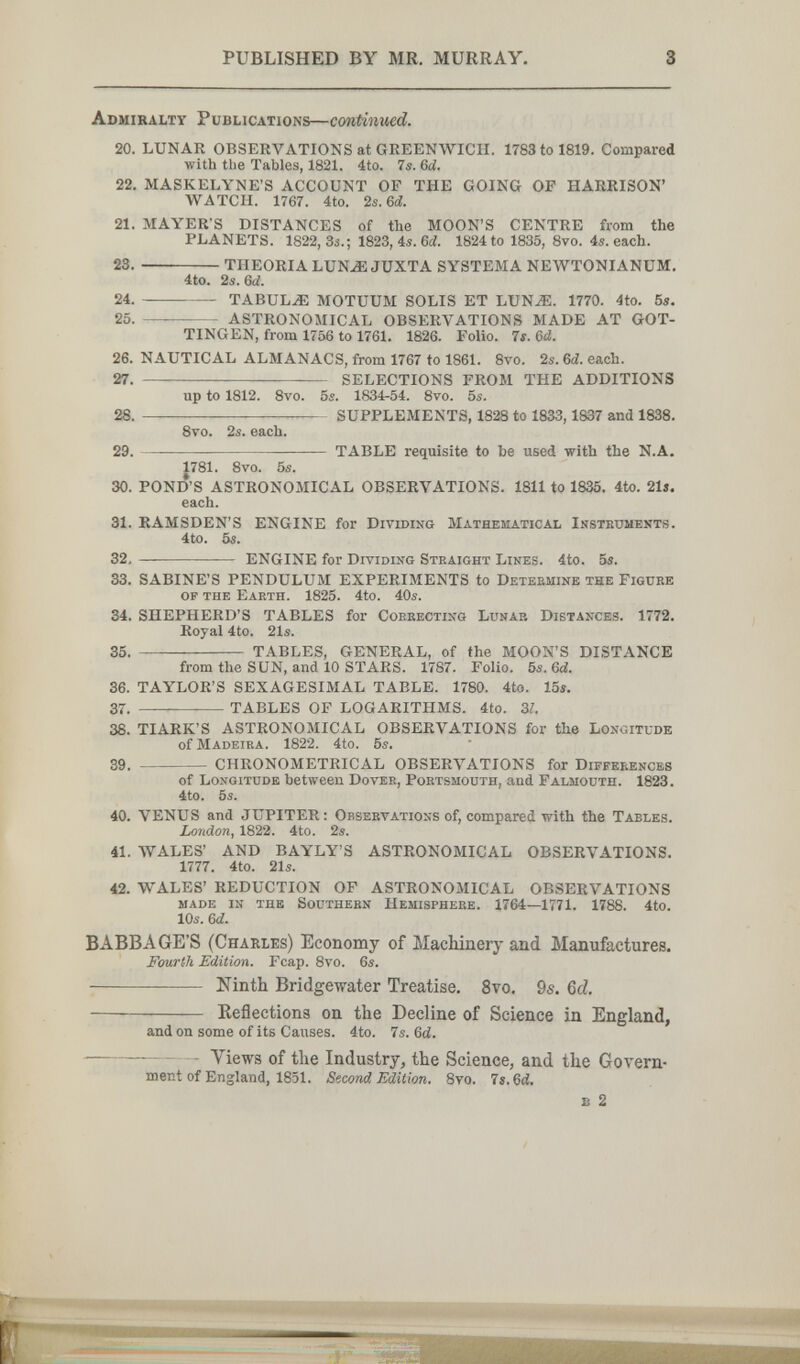 PUBLISHED BY MR. MURRAY. 3
Admiralty Publications—continued.
20. LUNAR OBSERVATIONS at GREENWICH. 1783 to 1819. Compared
with the Tables, 1821. 4to. 7s. 6d.
22. MASKELYNE'S ACCOUNT OF THE GOING OF HARRISON'
WATCH. 1767. 4to. 2s. 6d.
21. MAYER'S DISTANCES of the MOON'S CENTRE from the
PLANETS. 1822, 3s.; 1823, 4s. 6d. 1824 to 1835, 8vo. 4s. each.
23. ——— THEORIA LUNÆ JUXTA SYSTEMA NEWTONIANUM.
4to. 2s. 6d.
24. ——— TABULÆ MOTUUM SOLIS ET LUNÆ. 1770. 4to. 5s.
25. ——— ASTRONOMICAL OBSERVATIONS MADE AT GOT-
TINGEN, from 1756 to 1761. 1826. Folio. 7s. 6d.
26. NAUTICAL ALMANACS, from 1767 to 1861. 8vo. 2s. 6d. each.
27. ——— SELECTIONS FROM THE ADDITIONS
up to 1812. 8vo. 5s. 1834-54. 8vo. 5s.
28. ——— SUPPLEMENTS, 1828 to 1833, 1837 and 1838.
8vo. 2s. each.
29. ——— TABLE requisite to be used with the N.A.
1781. 8vo. 5s.
30. POND'S ASTRONOMICAL OBSERVATIONS. 1811 to 1835. 4to. 21s.
each.
31. RAMSDEN'S ENGINE for Dividing Mathematical Instruments.
4to. 5s.
32. ——— ENGINE for Dividing Straight Lines. 4to. 5s.
33. SABINE'S PENDULUM EXPERIMENTS to Determine the Figure
of the Earth. 1825. 4to. 40s.
34. SHEPHERD'S TABLES for Correcting Lunar Distances. 1772.
Royal 4to. 21s.
35. ——— TABLES, GENERAL, of the MOON'S DISTANCE
from the SUN, and 10 STARS. 1787. Folio. 5s. 6d.
36. TAYLOR'S SEXAGESIMAL TABLE. 1780. 4to. 15s.
37. ——— TABLES OF LOGARITHMS. 4to. 3l.
38. TIARK'S ASTRONOMICAL OBSERVATIONS for the Longitude
of Madeira. 1822. 4to. 5s.
39. ——— CHRONOMETRICAL OBSERVATIONS for Differences
of Longitude between Dover, Portsmouth, and Falmouth. 1823.
4to. 5s.
40. VENUS and JUPITER: Observations of, compared with the Tables.
London, 1822. 4to. 2s.
41. WALES' AND BAYLY'S ASTRONOMICAL OBSERVATIONS.
1777. 4to. 21s.
42. WALES' REDUCTION OF ASTRONOMICAL OBSERVATIONS
made in the Southern Hemisphere. 1764—1771. 1788. 4to.
10s. 6d.
BABBAGE'S (Charles) Economy of Machinery and Manufactures.
Fourth Edition. Fcap. 8vo. 6s.
——— Ninth Bridgewater Treatise. 8vo. 9s. 6d.
——— Reflections on the Decline of Science in England,
and on some of its Causes. 4to. 7s. 6d.
——— Views of the Industry, the Science, and the Govern-
ment of England, 1851. Second Edition. 8vo. 7s. 6d.
B 2